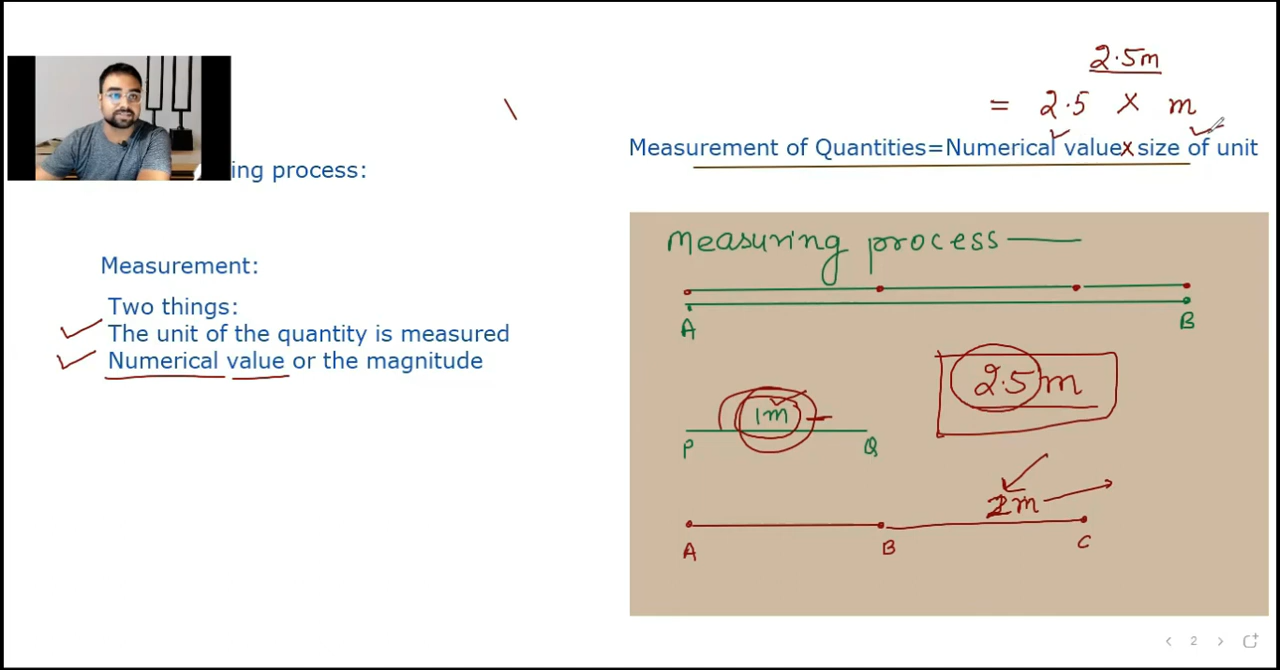 2.5m
= 2.5 × m
Measurement of Quantities=Numerical value×size of unit
ing process:
Measurement:
Two things:
The unit of the quantity is measured
Numerical value or the magnitude
Measuring process
A B
2.5m
1m
P Q
2m
A B C
2